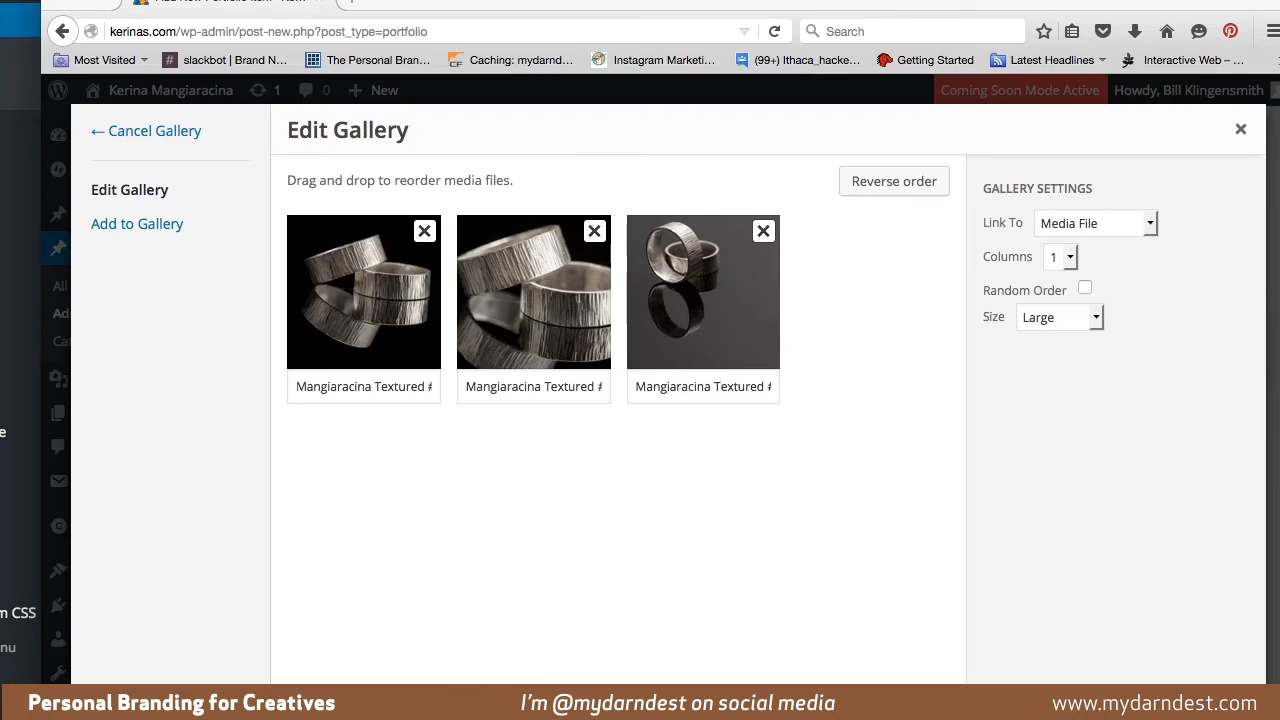 kerinas.com/wp-admin/post-new.php?post_type=portfolio
Search
Most Visited
slackbot | Brand N...
The Personal Bran...
Caching: mydarnd...
Instagram Marketi...
(99+) Ithaca_hacke...
Getting Started
Latest Headlines
Interactive Web – ...
Kerina Mangiaracina
1
0
New
Coming Soon Mode Active
Howdy, Bill Klingensmith
← Cancel Gallery
Edit Gallery
Edit Gallery
Add to Gallery
Drag and drop to reorder media files.
Reverse order
Mangiaracina Textured #
Mangiaracina Textured #
Mangiaracina Textured #
GALLERY SETTINGS
Link To
Media File
Columns
1
Random Order
Size
Large
All
Ad
Cat
e
m CSS
nu
Personal Branding for Creatives
I'm @mydarndest on social media
www.mydarndest.com